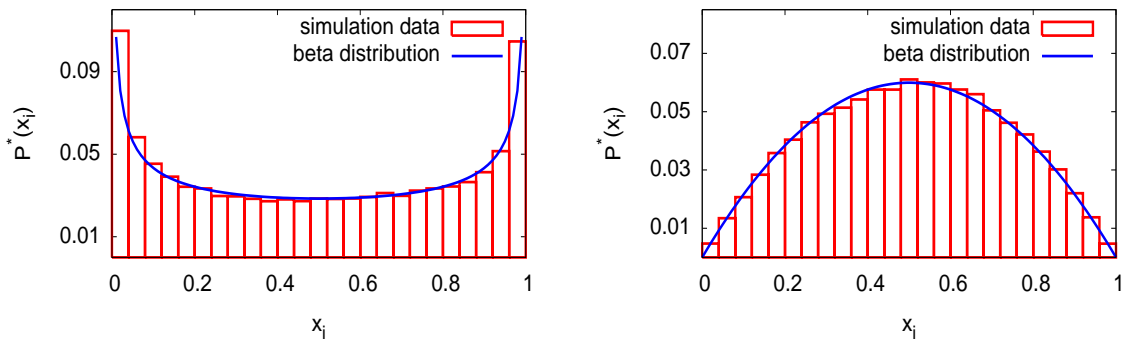 simulation data
beta distribution
0.09
0.05
0.01
P*(xi)
0 0.2 0.4 0.6 0.8 1
xi
simulation data
beta distribution
0.07
0.05
0.03
0.01
P*(xi)
0 0.2 0.4 0.6 0.8 1
xi